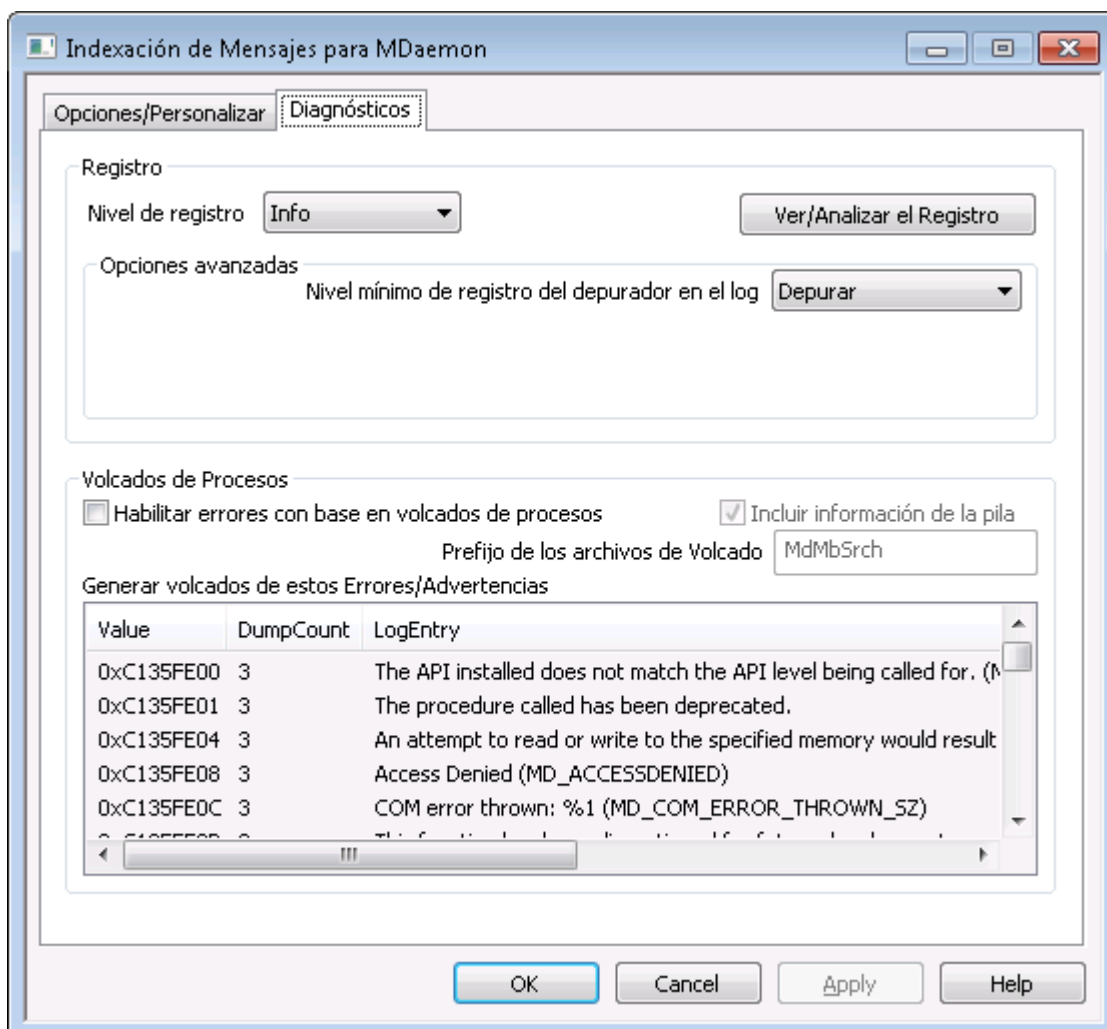 Indexación de Mensajes para MDaemon
Opciones/Personalizar Diagnósticos
Registro
Nivel de registro Info Ver/Analizar el Registro
Opciones avanzadas
Nivel mínimo de registro del depurador en el log Depurar
Volcados de Procesos
Habilitar errores con base en volcados de procesos Incluir información de la pila
Prefijo de los archivos de Volcado MdMbSrch
Generar volcados de estos Errores/Advertencias
Value DumpCount LogEntry
0xC135FE00 3 The API installed does not match the API level being called for. (M
0xC135FE01 3 The procedure called has been deprecated.
0xC135FE04 3 An attempt to read or write to the specified memory would result
0xC135FE08 3 Access Denied (MD_ACCESSDENIED)
0xC135FE0C 3 COM error thrown: %1 (MD_COM_ERROR_THROWN_SZ)
OK Cancel Apply Help